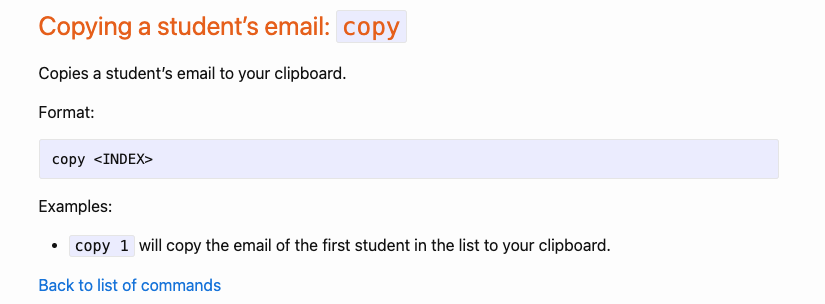 Copying a student’s email: copy
Copies a student’s email to your clipboard.
Format:
copy <INDEX>
Examples:
• copy 1 will copy the email of the first student in the list to your clipboard.
Back to list of commands